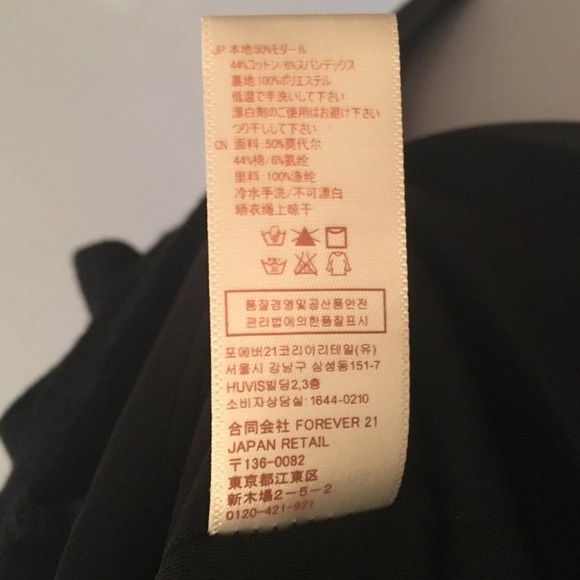 JP 本地:50%モダール
44%コットン/6%スパンデックス
裏地:100%ポリエステル
低温で手洗いして下さい
漂白剤のご使用はお避け下さい
つり干しして下さい
CN 面料:50%莫代尔
44%棉/6%氨纶
里料:100%涤纶
冷水手洗/不可漂白
晒衣绳上晾干
품질경영및공산품안전
관리법에의한품질표시
포에버21코리아리테일(유)
서울시 강남구 삼성동151-7
HUVIS빌딩2,3층
소비자상담실: 1644-0210
合同会社 FOREVER 21
JAPAN RETAIL
〒136-0082
東京都江東区
新木場2-5-2
0120-421-921